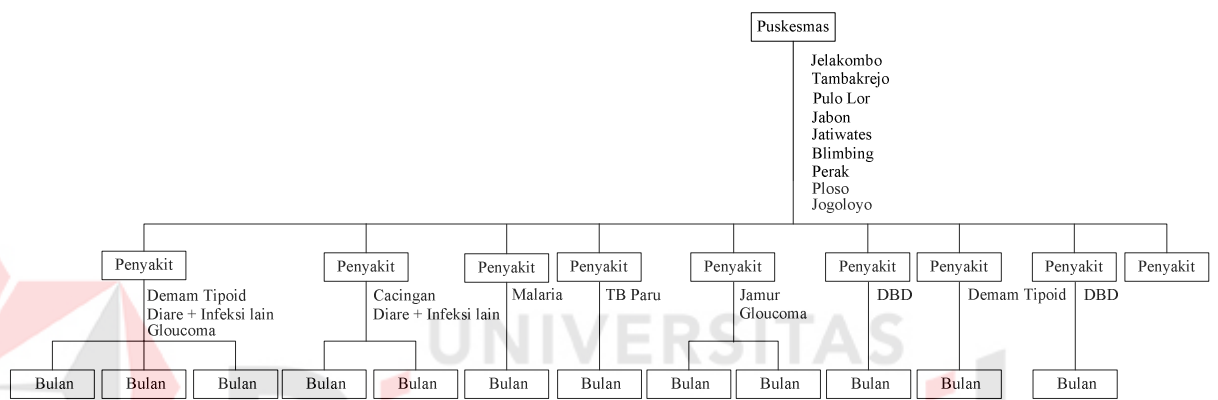 Puskesmas
Jelakombo
Tambakrejo
Pulo Lor
Jabon
Jatiwates
Blimbing
Perak
Ploso
Jogoloyo
Penyakit
Penyakit
Penyakit
Penyakit
Penyakit
Penyakit
Penyakit
Penyakit
Penyakit
Demam Tipoid
Diare + Infeksi lain
Gloucoma
Cacingan
Diare + Infeksi lain
Malaria
TB Paru
Jamur
Gloucoma
DBD
Demam Tipoid
DBD
UNIVERSITAS
Bulan
Bulan
Bulan
Bulan
Bulan
Bulan
Bulan
Bulan
Bulan
Bulan
Bulan
Bulan